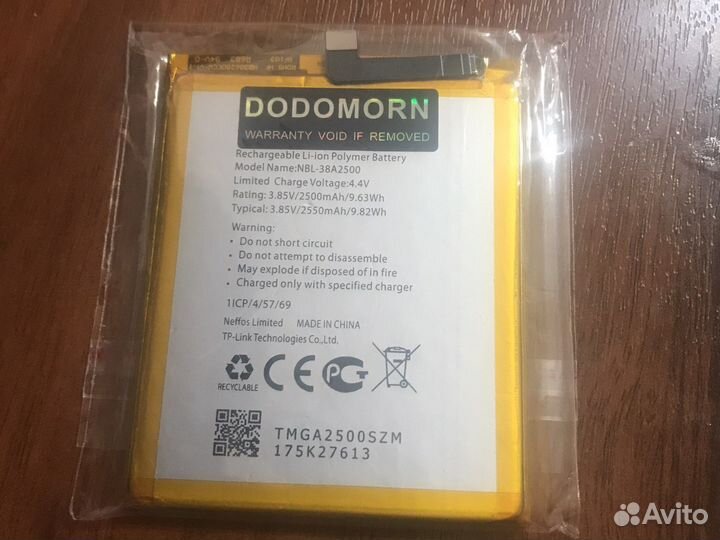 DODOMORN
WARRANTY VOID IF REMOVED
Rechargeable Li-ion Polymer Battery
Model Name:NBL-38A2500
Limited Charge Voltage:4.4V
Rating: 3.85V/2500mAh/9.63Wh
Typical: 3.85V/2550mAh/9.82Wh
Warning:
• Do not short circuit
• Do not attempt to disassemble
• May explode if disposed of in fire
• Charged only with specified charger
1ICP/4/57/69
Neffos Limited MADE IN CHINA
TP-Link Technologies Co.,Ltd.
CE PG
RECYCLABLE
TMGA2500SZM
175K27613
Avito